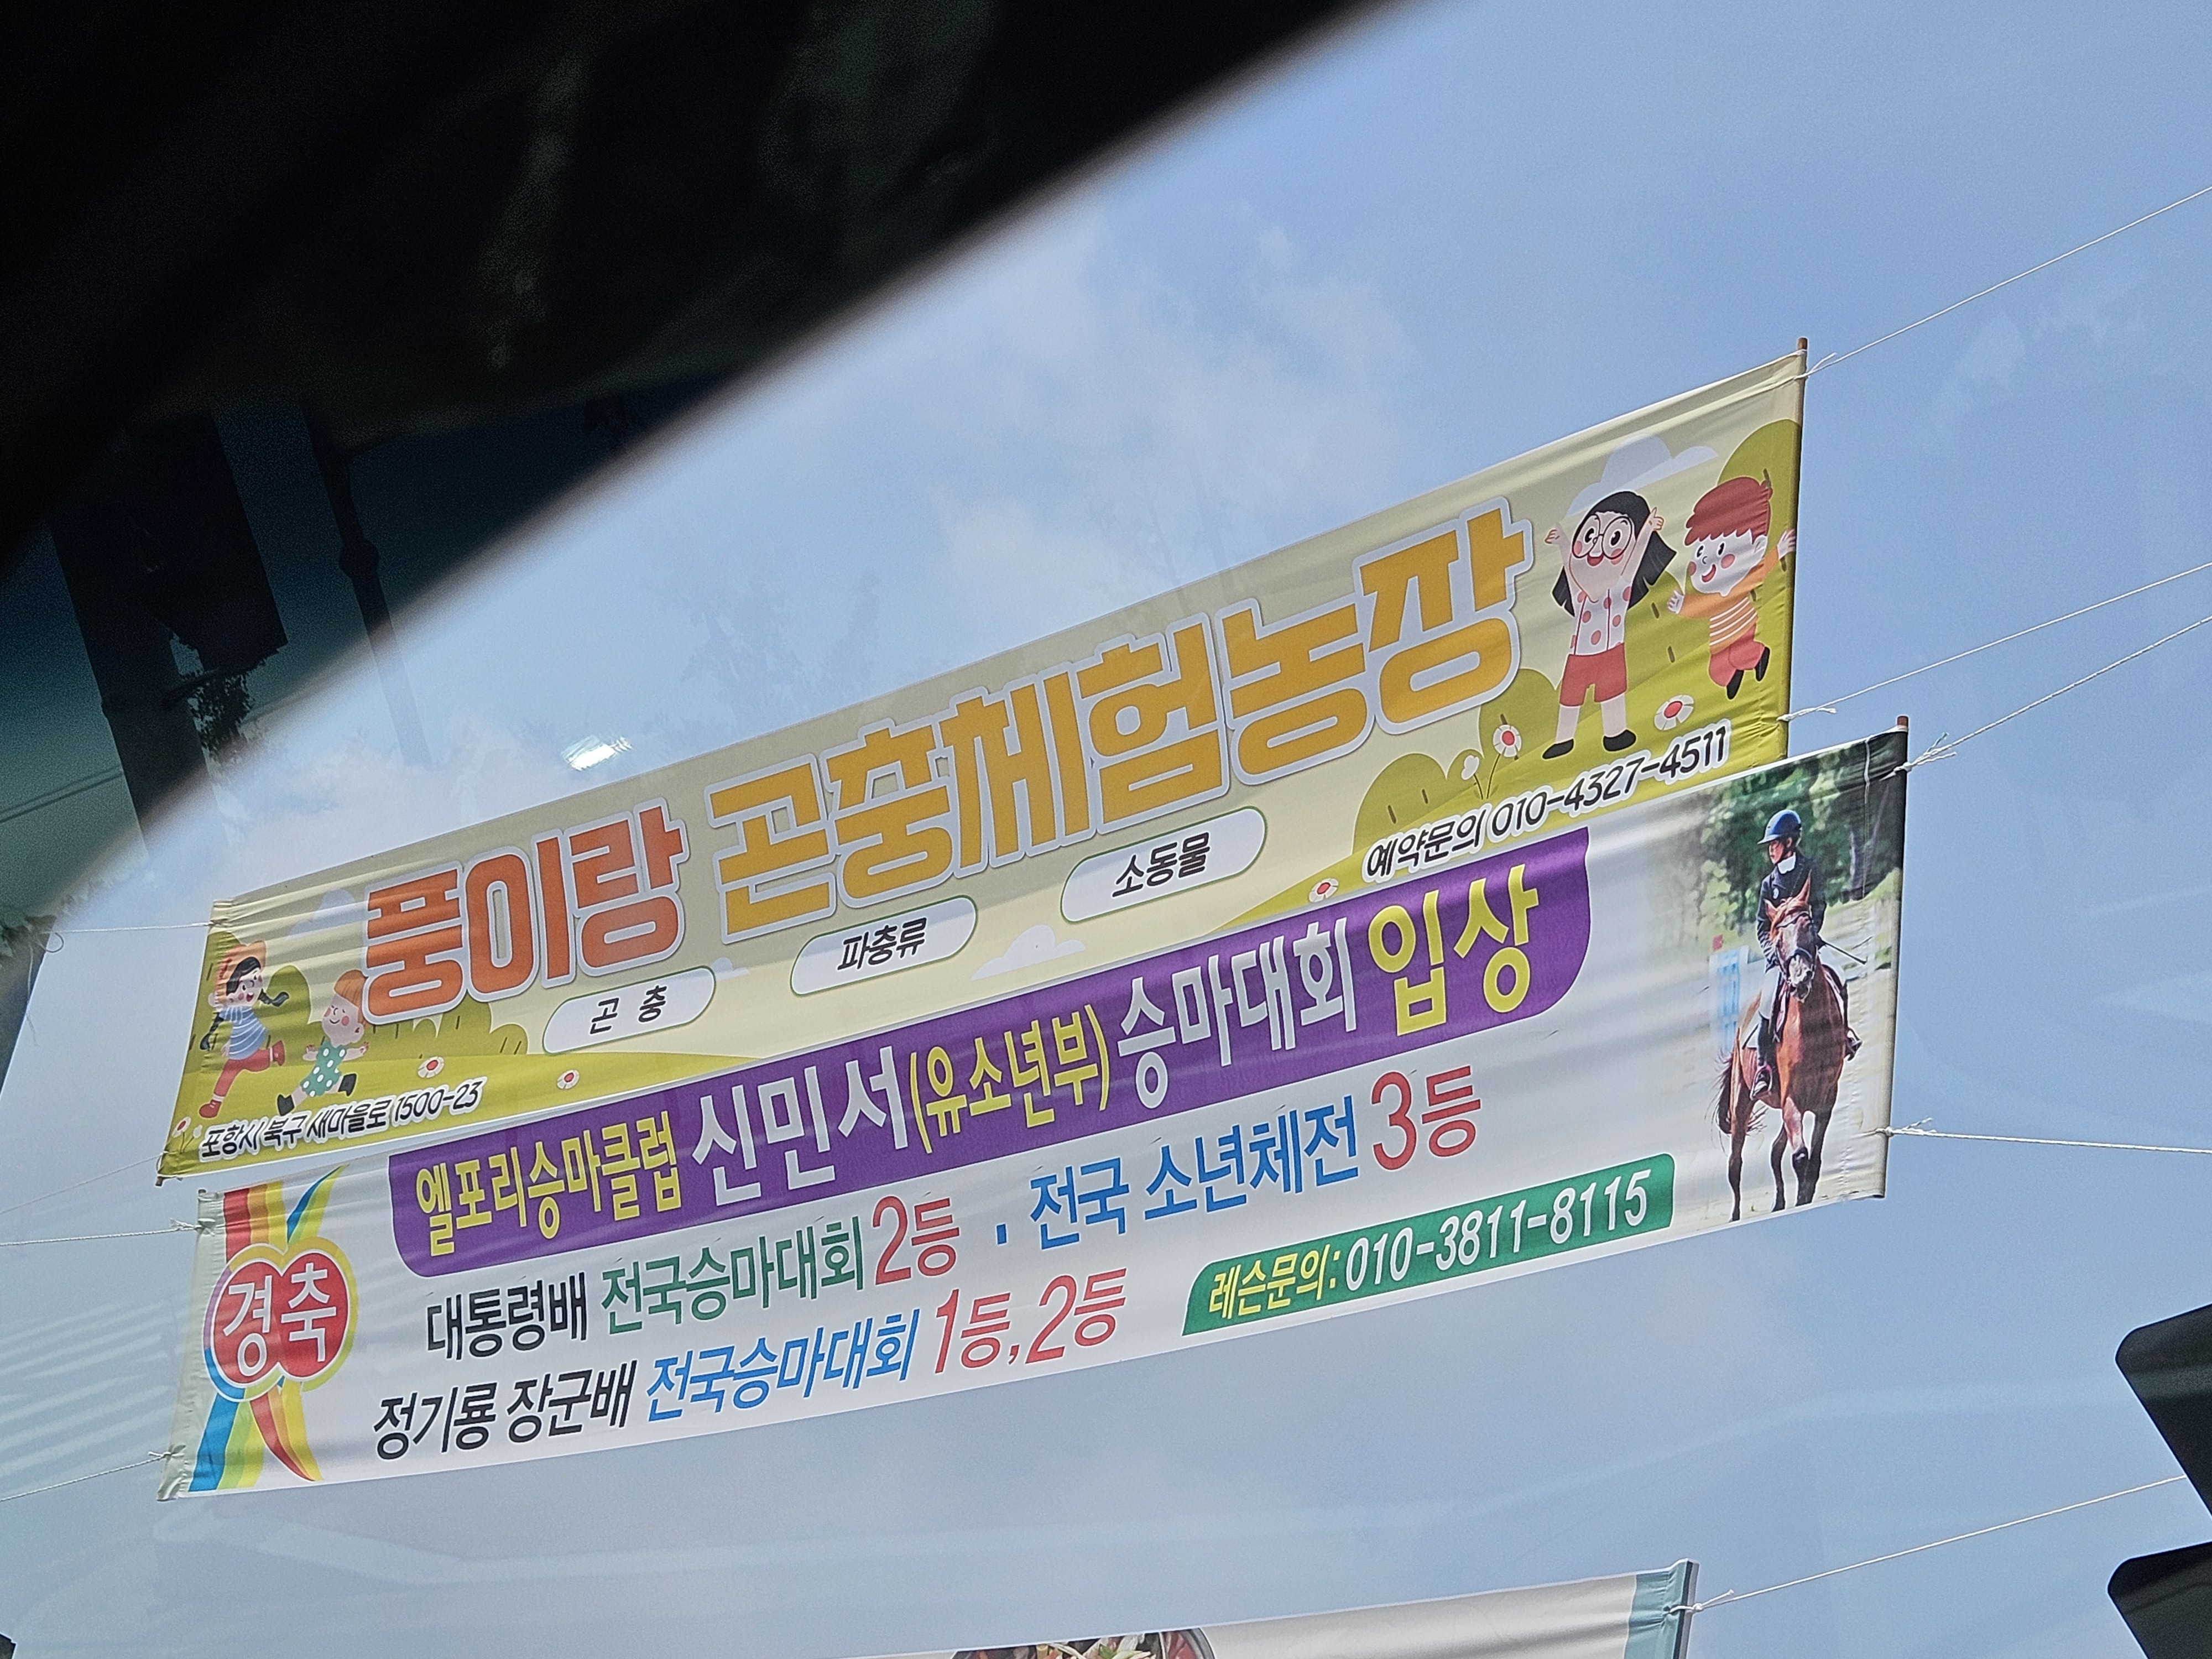 풍이랑 곤충체험농장
곤 충
파충류
소동물
예약문의 010-4327-4511
포항시 북구 새마을로 1500-23
경축
엘포리승마클럽 신민서(유소년부) 승마대회 입상
대통령배 전국승마대회 2등 · 전국 소년체전 3등
정기룡 장군배 전국승마대회 1등,2등
레슨문의: 010-3811-8115